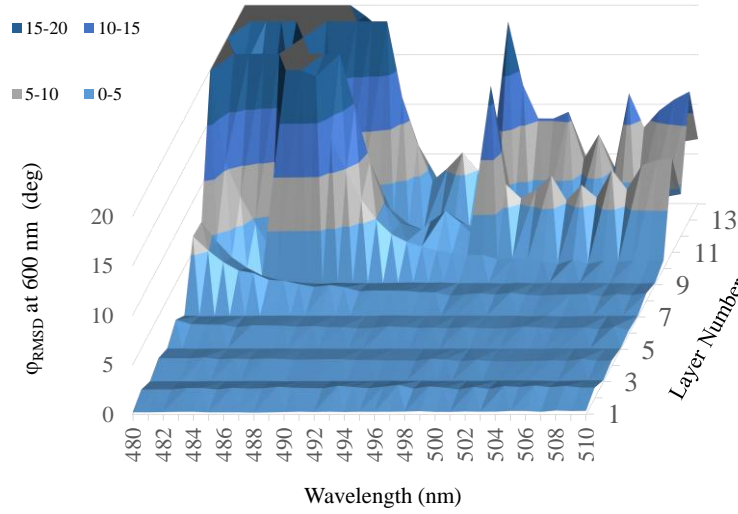 15-20 10-15
5-10 0-5
φRMSD at 600 nm (deg)
20
15
10
5
0
480 482 484 486 488 490 492 494 496 498 500 502 504 506 508 510
Wavelength (nm)
1 3 5 7 9 11 13
Layer Number